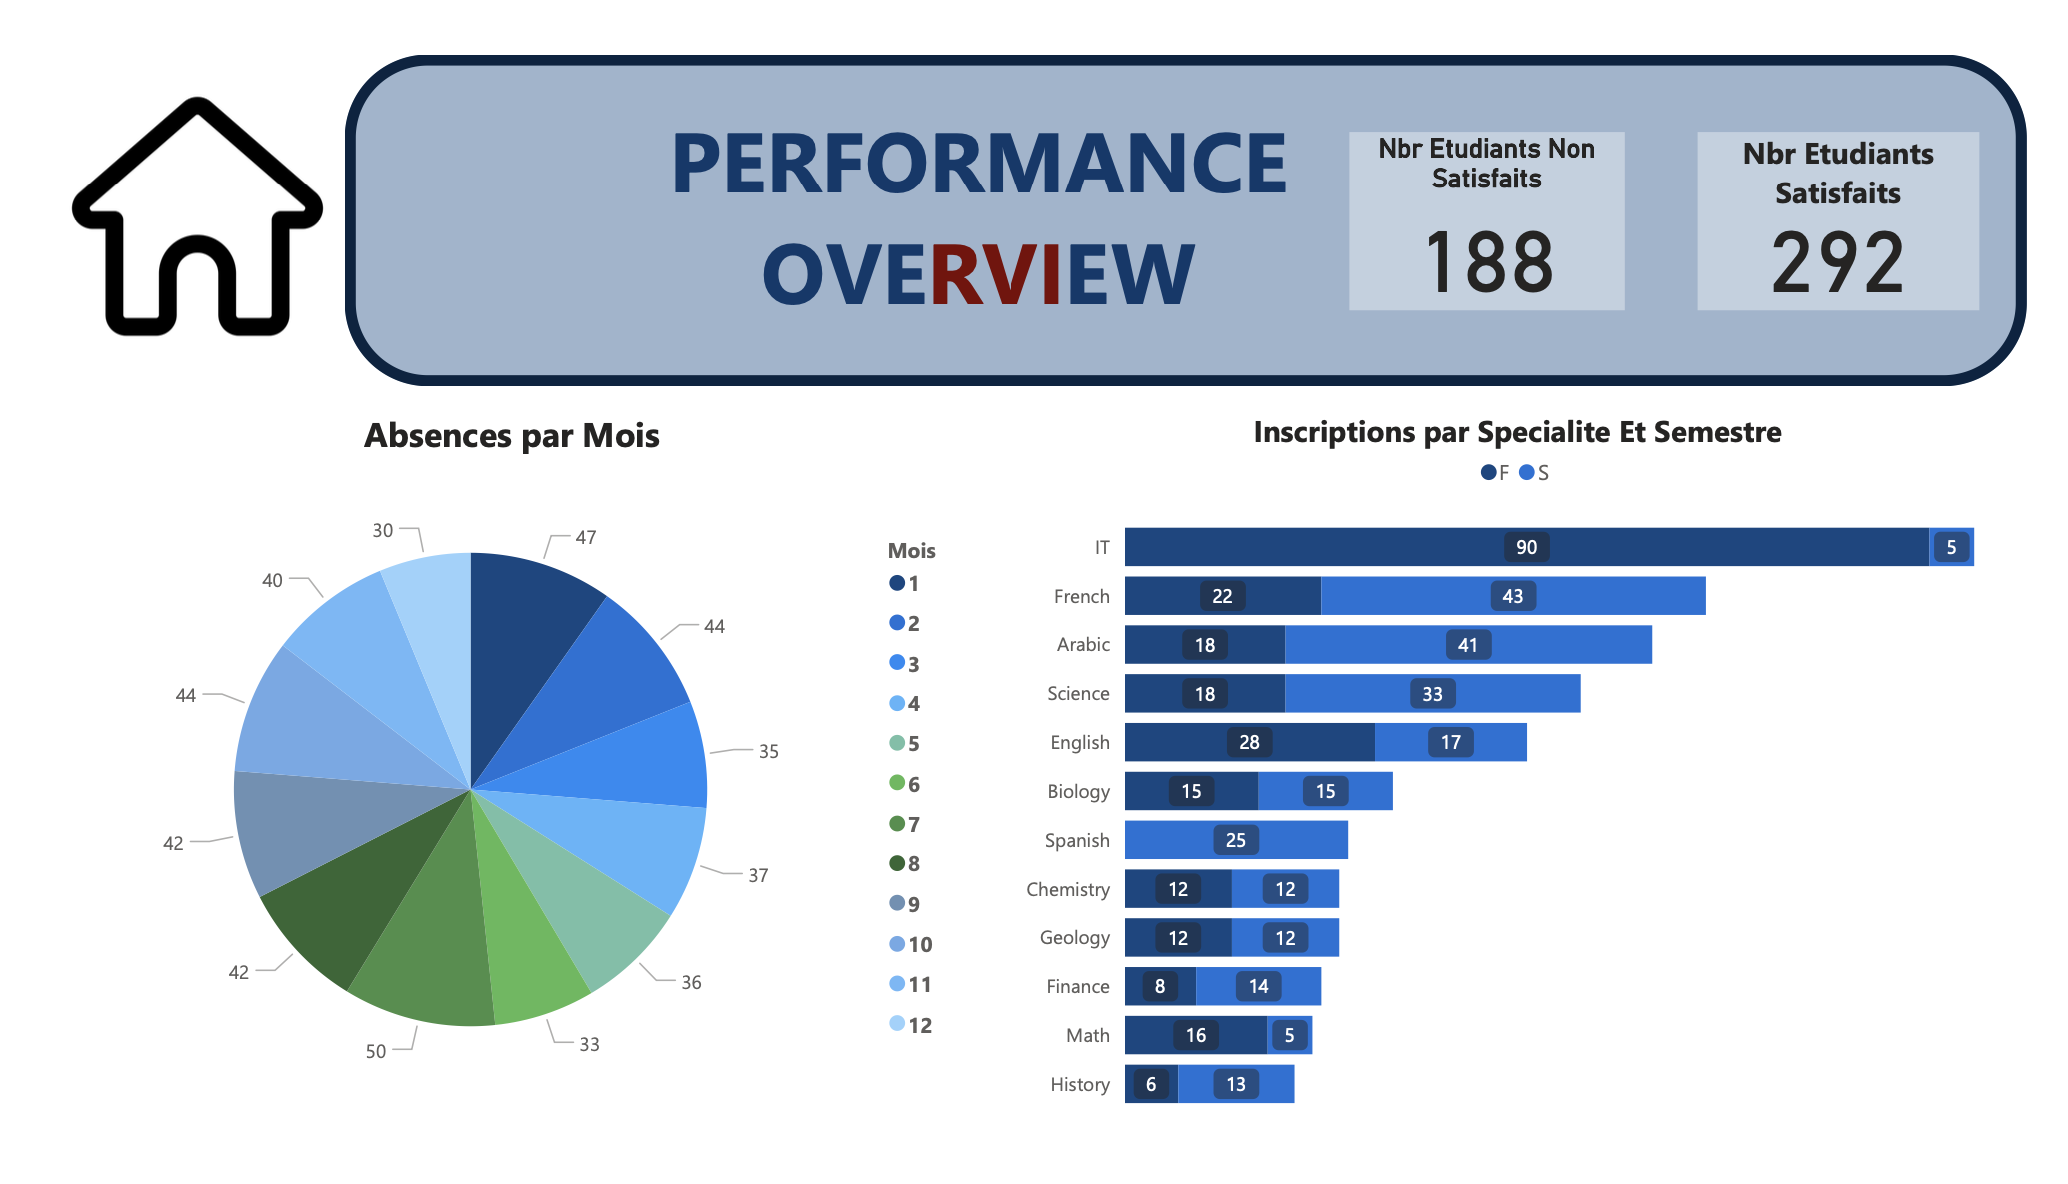 PERFORMANCE
OVERVIEW
Nbr Etudiants Non
Satisfaits
188
Nbr Etudiants
Satisfaits
292
Absences par Mois
47
44
35
37
36
33
50
42
42
44
40
30
Mois
1
2
3
4
5
6
7
8
9
10
11
12
Inscriptions par Specialite Et Semestre
F S
IT 90 5
French 22 43
Arabic 18 41
Science 18 33
English 28 17
Biology 15 15
Spanish 25
Chemistry 12 12
Geology 12 12
Finance 8 14
Math 16 5
History 6 13